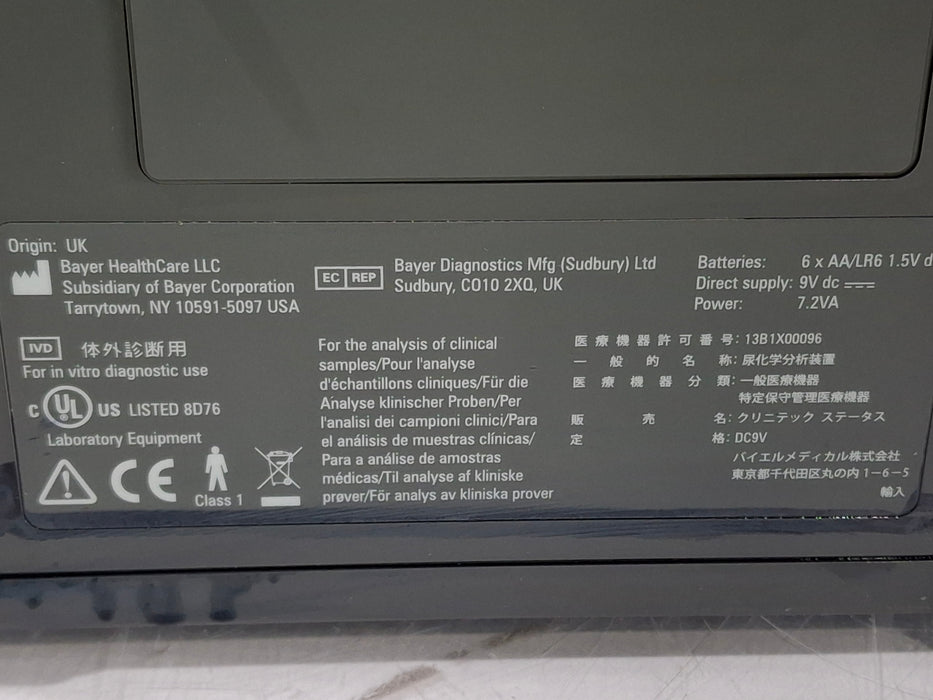 Origin: UK
Bayer HealthCare LLC
Subsidiary of Bayer Corporation
Tarrytown, NY 10591-5097 USA
EC REP
Bayer Diagnostics Mfg (Sudbury) Ltd
Sudbury, CO10 2XQ, UK
Batteries: 6 x AA/LR6 1.5V d
Direct supply: 9V dc
Power: 7.2VA
IVD 体外診断用
For in vitro diagnostic use
C UL US LISTED 8D76
Laboratory Equipment
CE
Class 1
For the analysis of clinical
samples/Pour l'analyse
d'échantillons cliniques/Für die
Analyse klinischer Proben/Per
l'analisi dei campioni clinici/Para
el análisis de muestras clínicas/
Para a análise de amostras
médicas/Til analyse af kliniske
prøver/För analys av kliniska prover
医療機器許可番号: 13B1X00096
一般的名称: 尿化学分析装置
医療機器分類: 一般医療機器
特定保守管理医療機器
販売名: クリニテック ステータス
定格: DC9V
バイエルメディカル株式会社
東京都千代田区丸の内 1-6-5
輸入